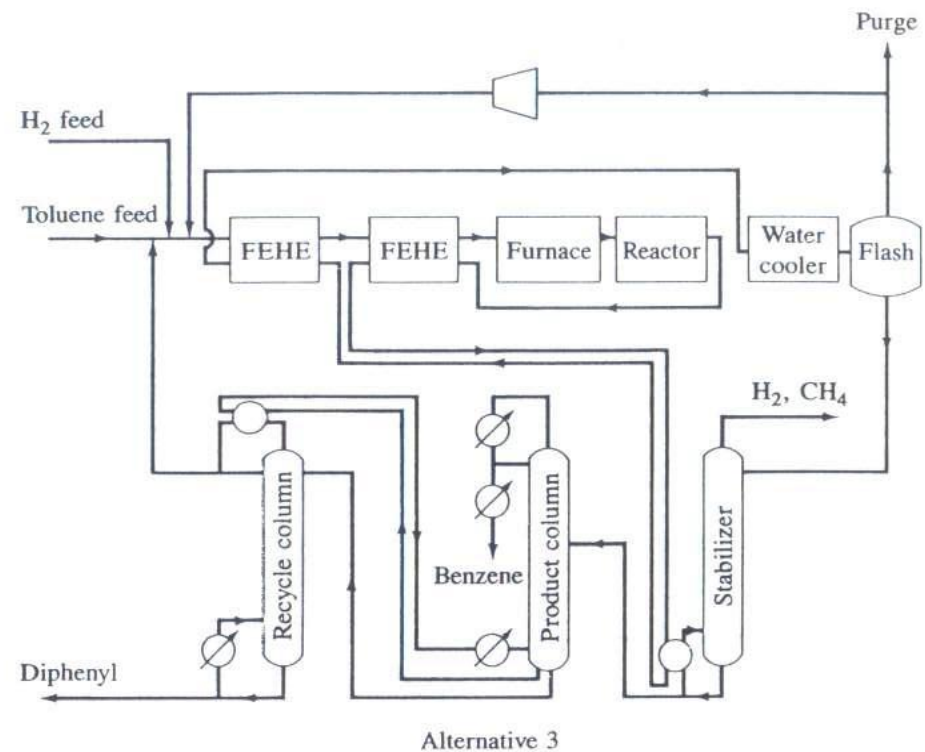 Purge
H₂ feed
Toluene feed
FEHE
FEHE
Furnace
Reactor
Water
cooler
Flash
H₂, CH₄
Recycle column
Product column
Stabilizer
Benzene
Diphenyl
Alternative 3